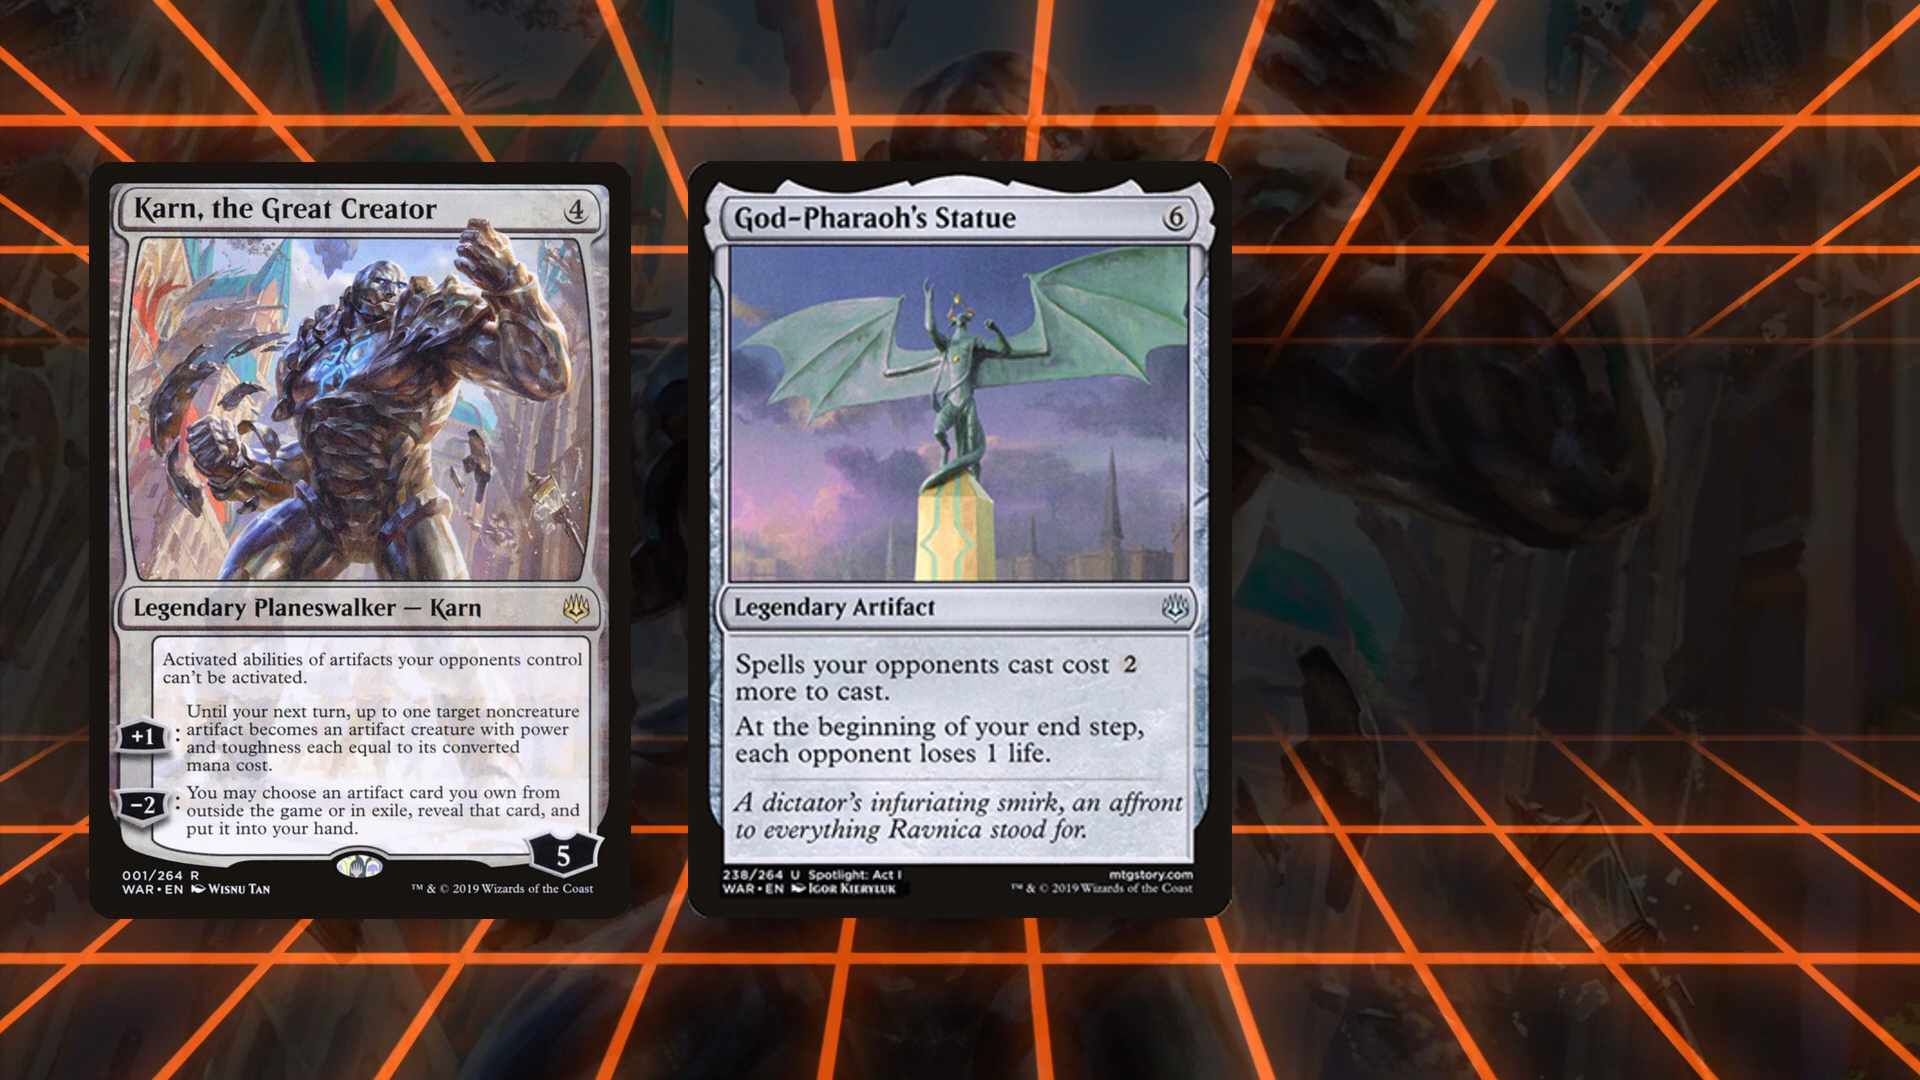 Karn, the Great Creator 4
Legendary Planeswalker — Karn
Activated abilities of artifacts your opponents control
can't be activated.
+1 : Until your next turn, up to one target noncreature
artifact becomes an artifact creature with power
and toughness each equal to its converted
mana cost.
−2 : You may choose an artifact card you own from
outside the game or in exile, reveal that card, and
put it into your hand.
5
001/264 R
WAR • EN WISNU TAN
™ & © 2019 Wizards of the Coast
God-Pharaoh's Statue 6
Legendary Artifact
Spells your opponents cast cost 2
more to cast.
At the beginning of your end step,
each opponent loses 1 life.
A dictator's infuriating smirk, an affront
to everything Ravnica stood for.
238/264 U Spotlight: Act I
WAR • EN IGOR KIERYLUK
mtgstory.com
™ & © 2019 Wizards of the Coast